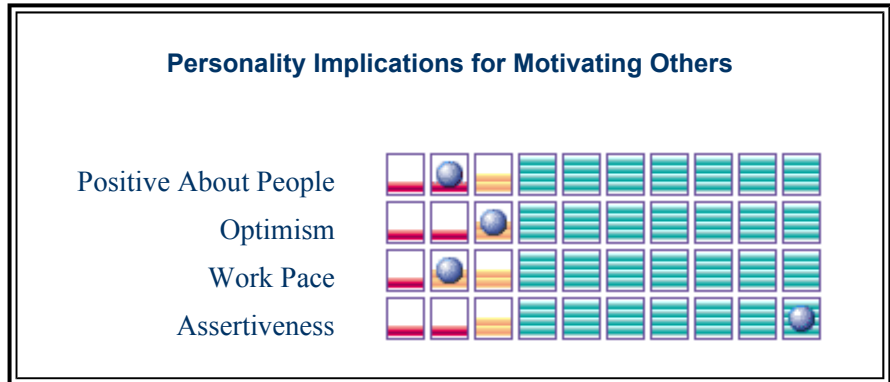 Personality Implications for Motivating Others
Positive About People
Optimism
Work Pace
Assertiveness